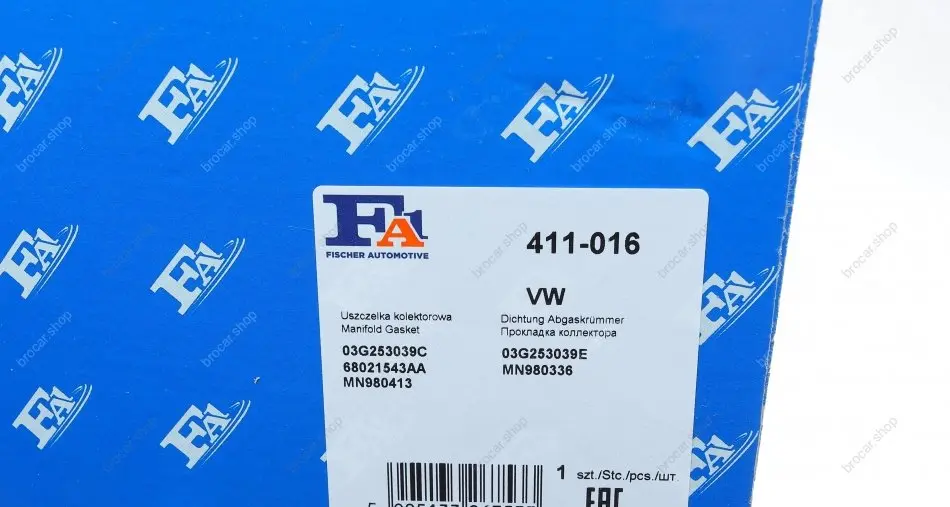 FA1
FISCHER AUTOMOTIVE
411-016
VW
Uszczelka kolektorowa
Manifold Gasket
Dichtung Abgaskrümmer
Прокладка коллектора
03G253039C
68021543AA
MN980413
03G253039E
MN980336
1 szt./Stc./pcs./шт.
EAC
brocar.shop